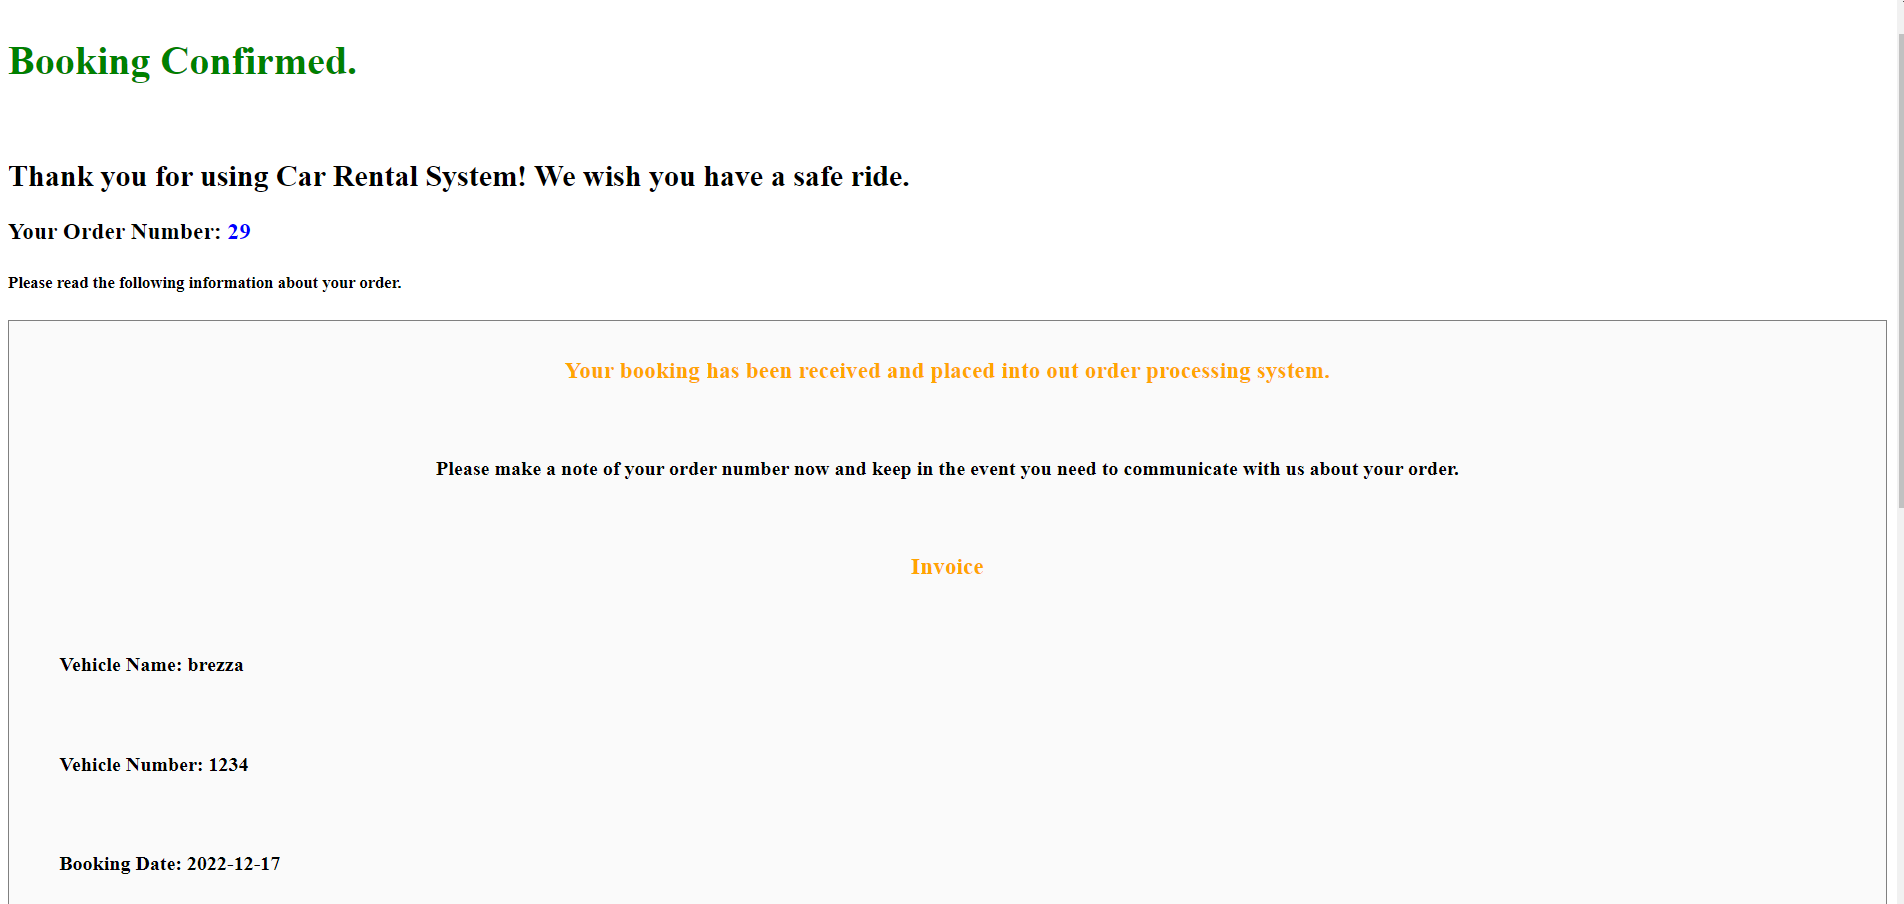 Booking Confirmed.
Thank you for using Car Rental System! We wish you have a safe ride.
Your Order Number: 29
Please read the following information about your order.
Your booking has been received and placed into out order processing system.
Please make a note of your order number now and keep in the event you need to communicate with us about your order.
Invoice
Vehicle Name: brezza
Vehicle Number: 1234
Booking Date: 2022-12-17